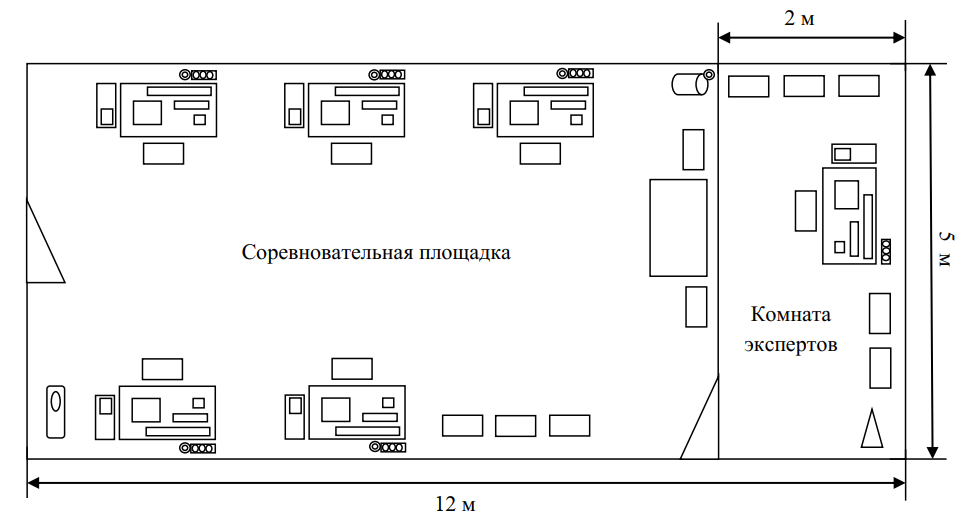 2 м
5 м
Соревновательная площадка
Комната
экспертов
12 м